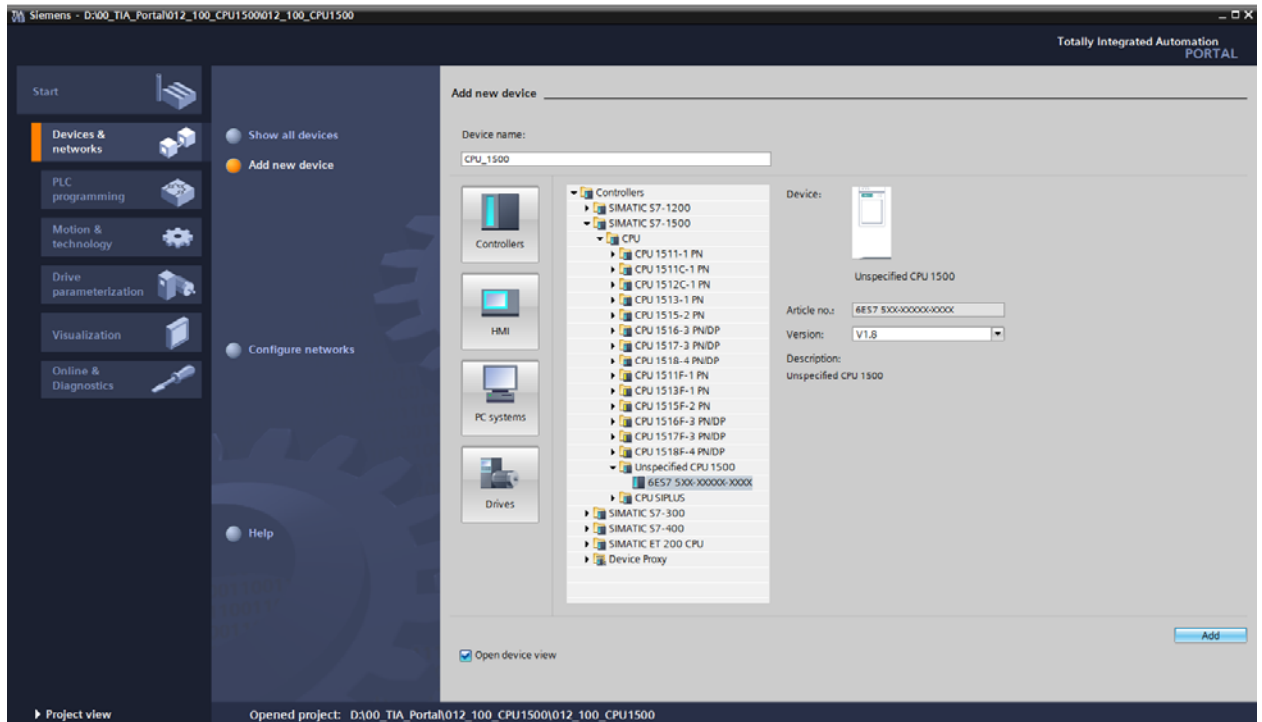 Siemens - D:\00_TIA_Portal\012_100_CPU1500\012_100_CPU1500
Totally Integrated Automation
PORTAL
Start
Devices &
networks
PLC
programming
Motion &
technology
Drive
parameterization
Visualization
Online &
Diagnostics
Show all devices
Add new device
Configure networks
Help
Add new device
Device name:
CPU_1500
Controllers
HMI
PC systems
Drives
Controllers
SIMATIC S7-1200
SIMATIC S7-1500
CPU
CPU 1511-1 PN
CPU 1511C-1 PN
CPU 1512C-1 PN
CPU 1513-1 PN
CPU 1515-2 PN
CPU 1516-3 PN/DP
CPU 1517-3 PN/DP
CPU 1518-4 PN/DP
CPU 1511F-1 PN
CPU 1513F-1 PN
CPU 1515F-2 PN
CPU 1516F-3 PN/DP
CPU 1517F-3 PN/DP
CPU 1518F-4 PN/DP
Unspecified CPU 1500
6ES7 5XX-XXXXX-XXXX
CPU SIPLUS
SIMATIC S7-300
SIMATIC S7-400
SIMATIC ET 200 CPU
Device Proxy
Device:
Unspecified CPU 1500
Article no.: 6ES7 5XX-XXXXX-XXXX
Version: V1.8
Description:
Unspecified CPU 1500
Add
Open device view
Project view
Opened project: D:\00_TIA_Portal\012_100_CPU1500\012_100_CPU1500